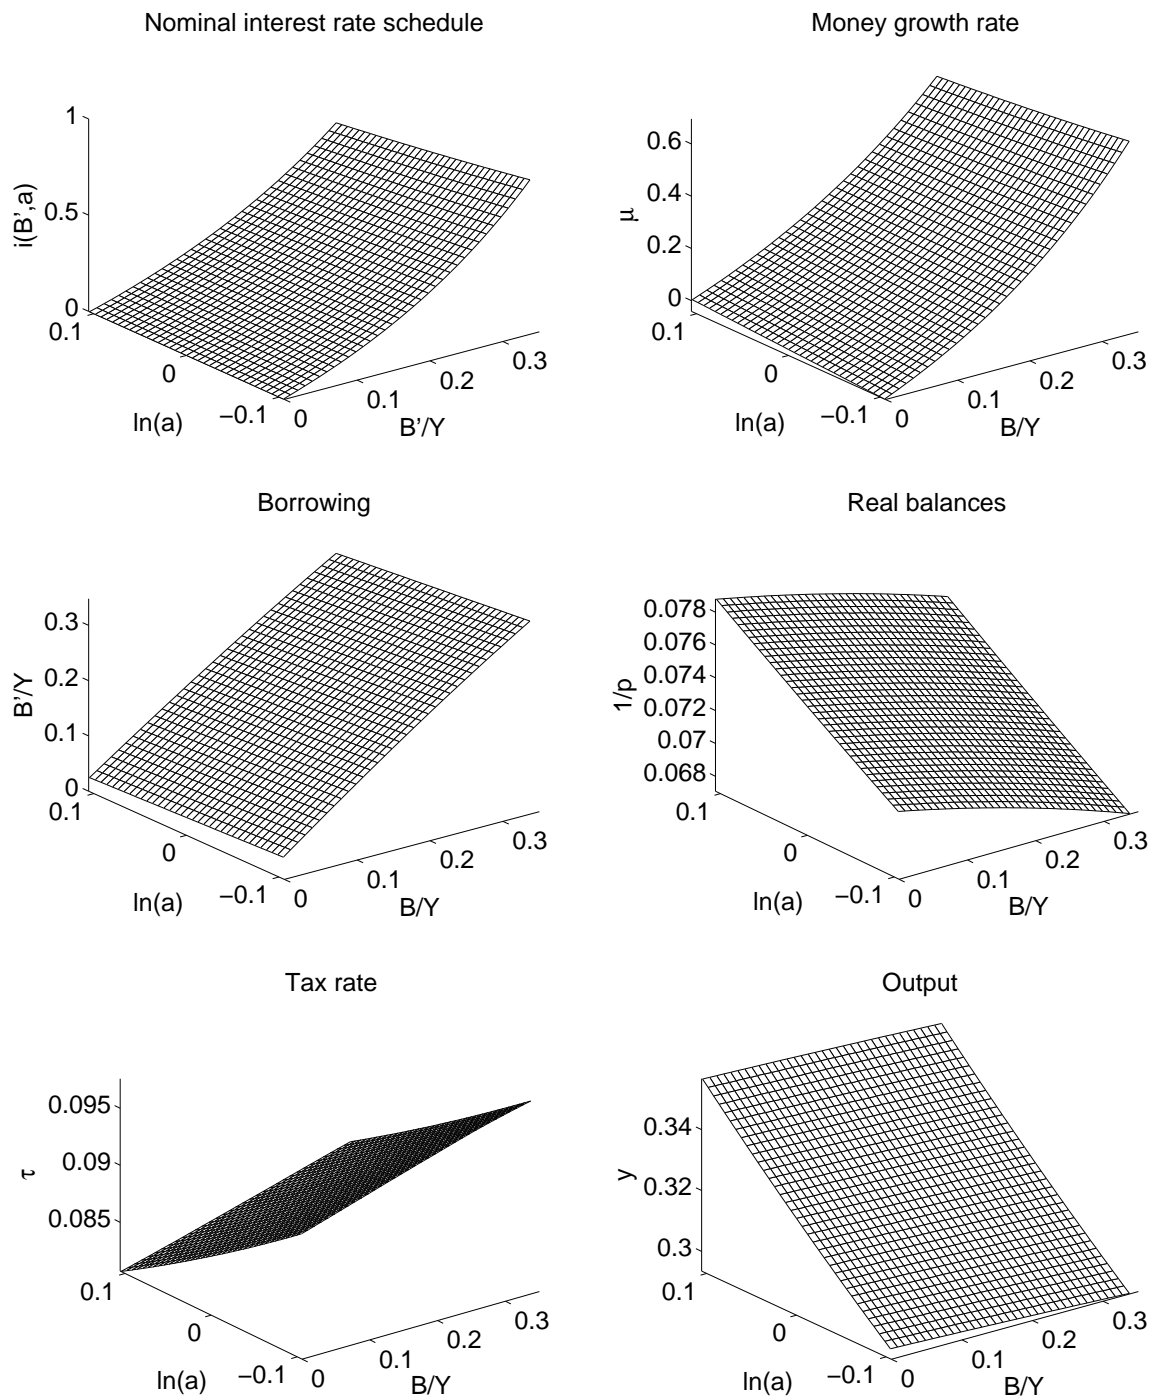 Nominal interest rate schedule
1
0.5
0
i(B',a)
0.1
0
−0.1
ln(a)
0
0.1
0.2
0.3
B'/Y
Money growth rate
0.6
0.4
0.2
0
μ
0.1
0
−0.1
ln(a)
0
0.1
0.2
0.3
B/Y
Borrowing
0.3
0.2
0.1
0
B'/Y
0.1
0
−0.1
ln(a)
0
0.1
0.2
0.3
B/Y
Real balances
0.078
0.076
0.074
0.072
0.07
0.068
1/p
0.1
0
−0.1
ln(a)
0
0.1
0.2
0.3
B/Y
Tax rate
0.095
0.09
0.085
τ
0.1
0
−0.1
ln(a)
0
0.1
0.2
0.3
B/Y
Output
0.34
0.32
0.3
y
0.1
0
−0.1
ln(a)
0
0.1
0.2
0.3
B/Y